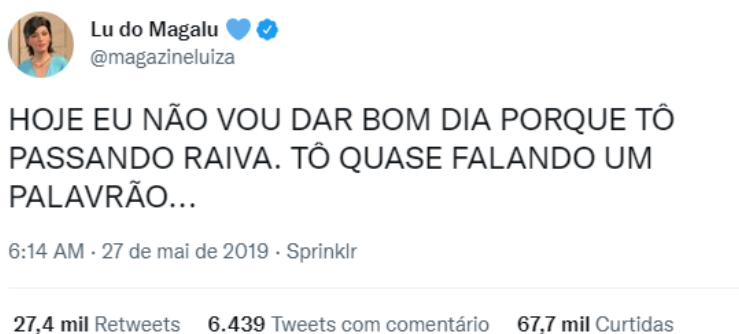 Lu do Magalu 💙
@magazineluiza
HOJE EU NÃO VOU DAR BOM DIA PORQUE TÔ
PASSANDO RAIVA. TÔ QUASE FALANDO UM
PALAVRÃO...
6:14 AM · 27 de mai de 2019 · Sprinklr
27,4 mil Retweets 6.439 Tweets com comentário 67,7 mil Curtidas